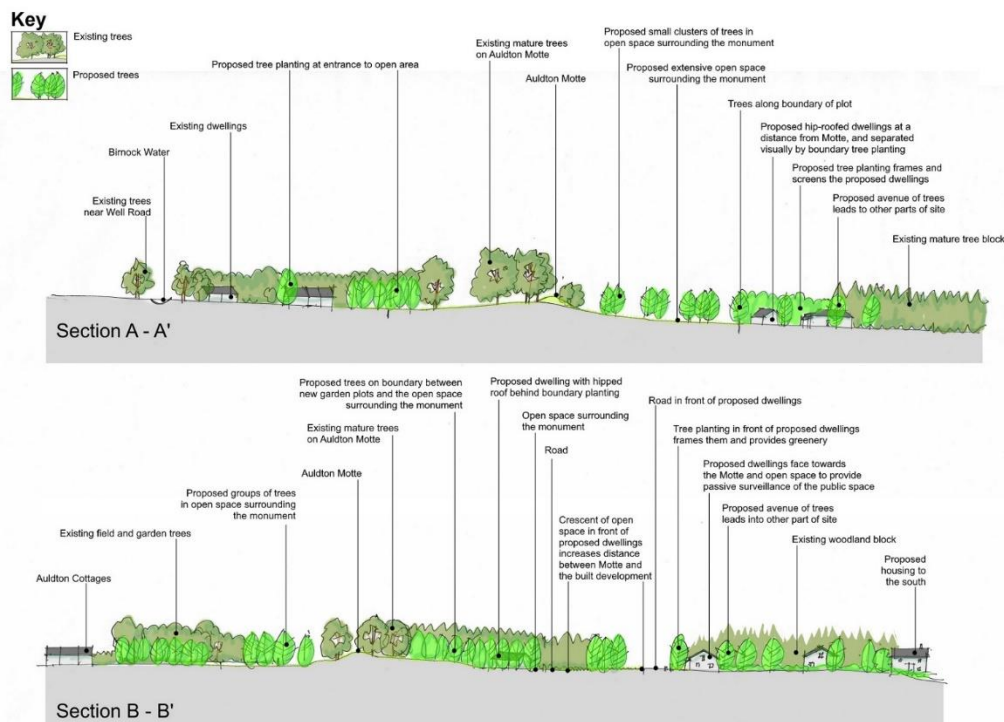 Key
Existing trees
Proposed trees
Existing mature trees
on Auldton Motte
Proposed small clusters of trees in
open space surrounding the monument
Proposed tree planting at entrance to open area
Auldton Motte
Proposed extensive open space
surrounding the monument
Trees along boundary of plot
Existing dwellings
Proposed hip-roofed dwellings at a
distance from Motte, and separated
visually by boundary tree planting
Birnock Water
Proposed tree planting frames and
screens the proposed dwellings
Existing trees
near Well Road
Proposed avenue of trees
leads to other parts of site
Existing mature tree block
Section A - A'
Proposed trees on boundary between
new garden plots and the open space
surrounding the monument
Proposed dwelling with hipped
roof behind boundary planting
Road in front of proposed dwellings
Existing mature trees
on Auldton Motte
Open space surrounding
the monument
Tree planting in front of proposed dwellings
frames them and provides greenery
Road
Auldton Motte
Proposed dwellings face towards
the Motte and open space to provide
passive surveillance of the public space
Proposed groups of trees
in open space surrounding
the monument
Crescent of open
space in front of
proposed dwellings
increases distance
between Motte and
the built development
Proposed avenue of trees
leads into other part of site
Existing field and garden trees
Existing woodland block
Proposed
housing to
the south
Auldton Cottages
Section B - B'